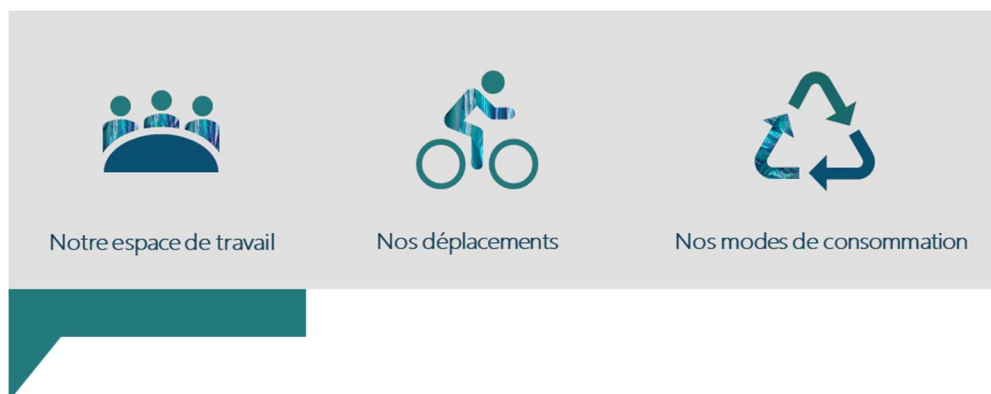 Notre espace de travail
Nos déplacements
Nos modes de consommation